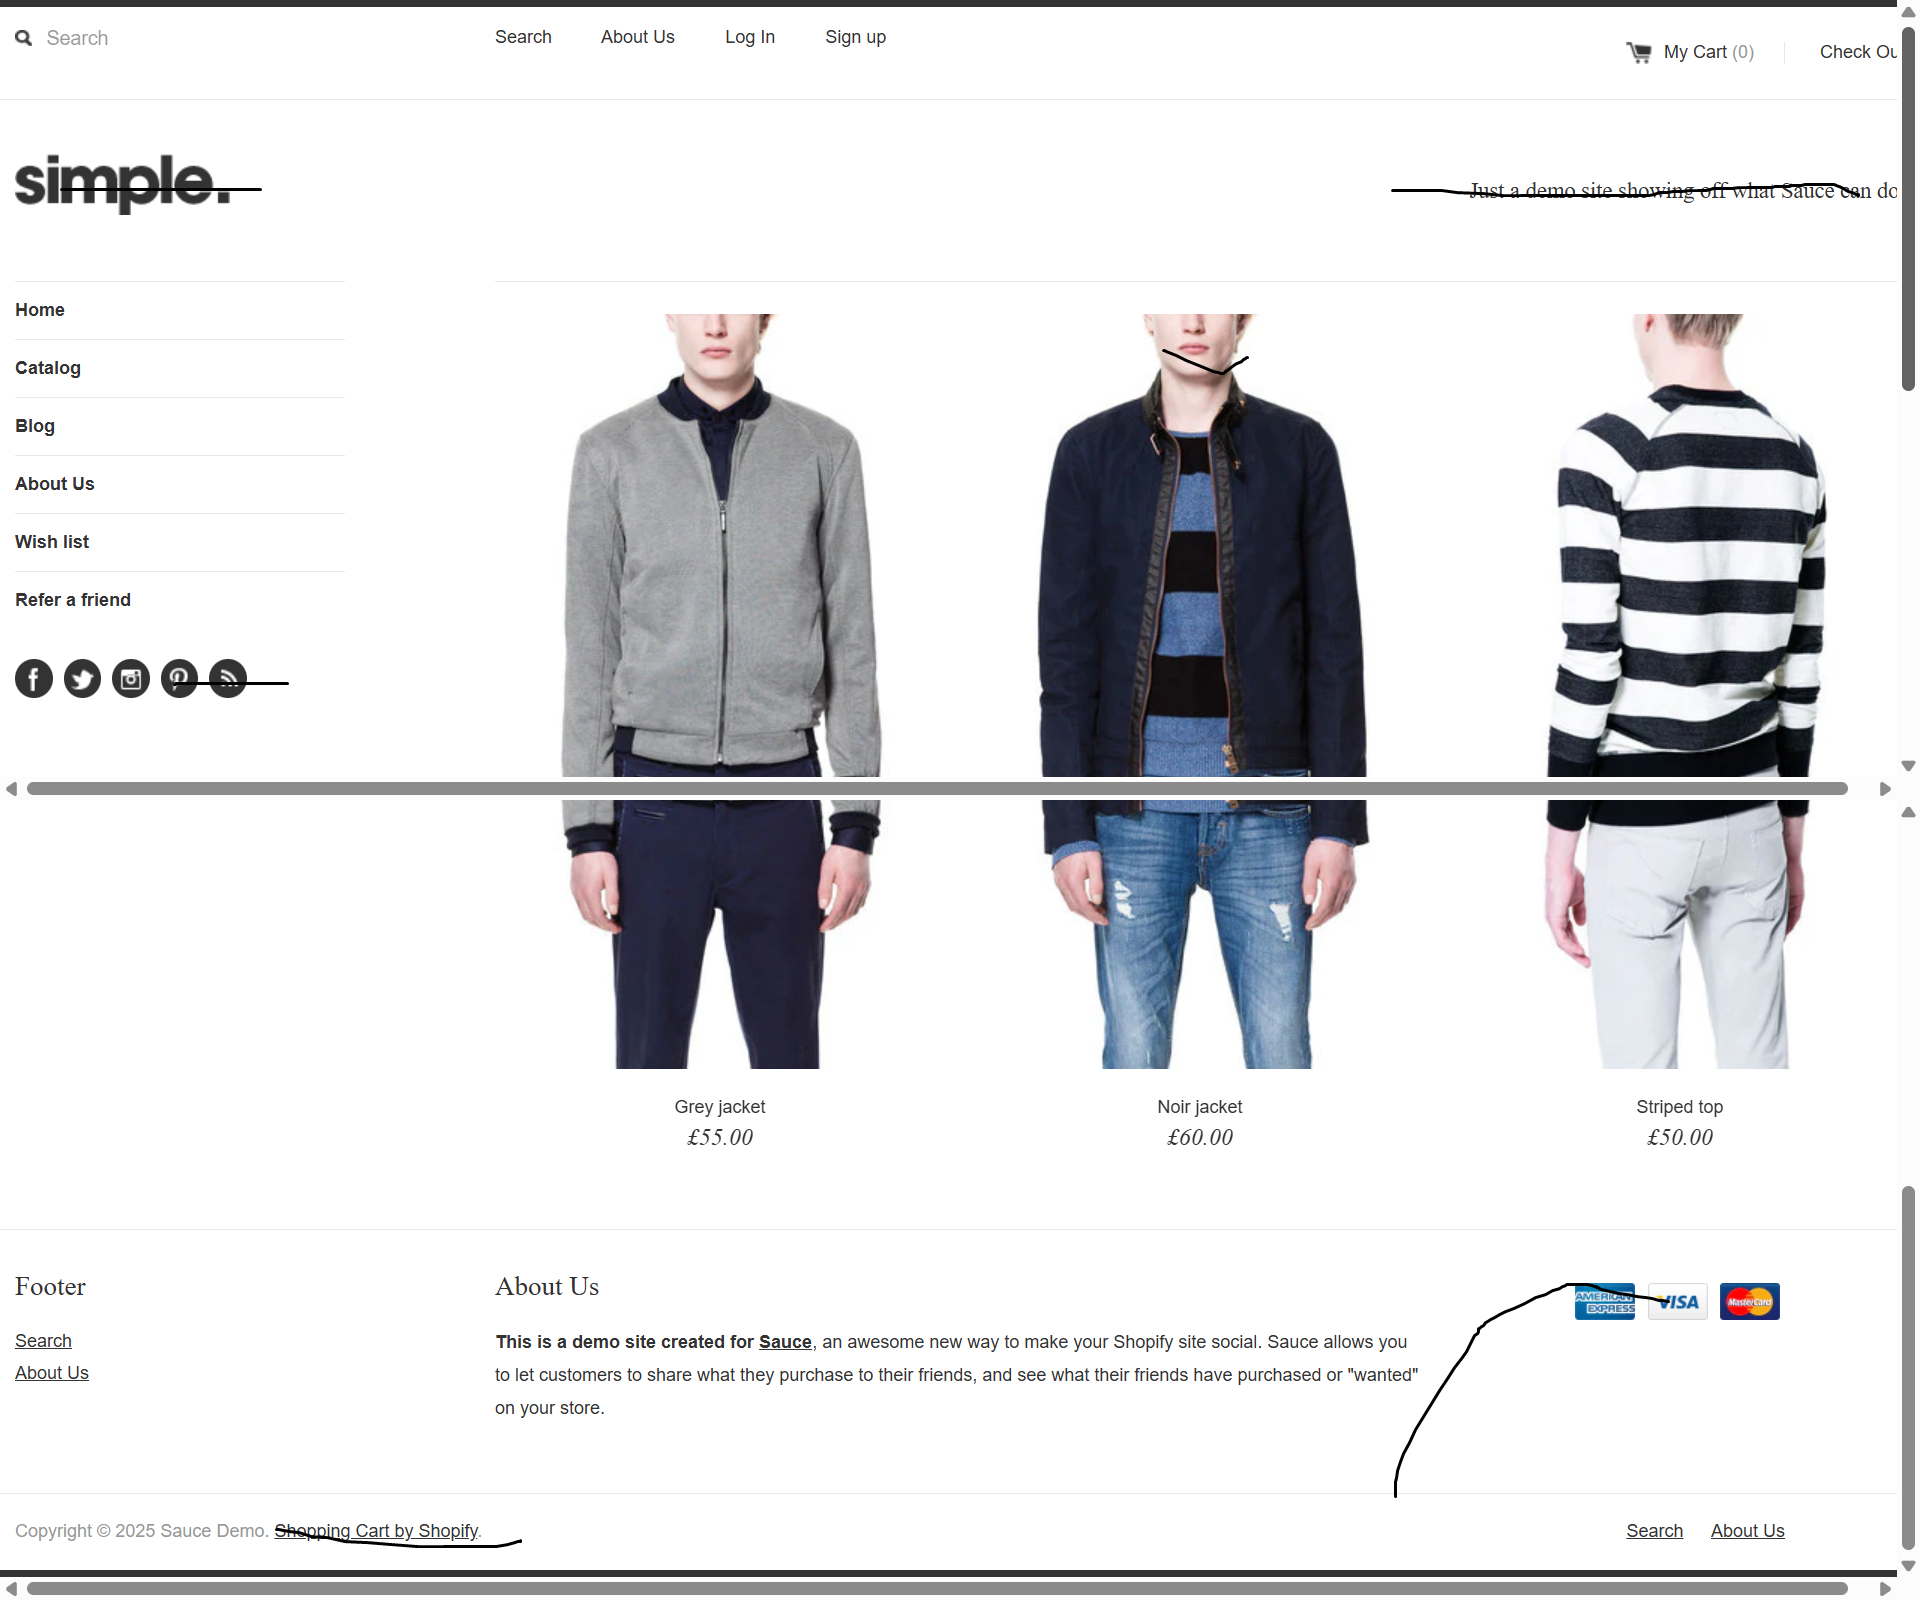 Search
Search About Us Log In Sign up
My Cart (0)
Check Ou
simple.
Just a demo site showing off what Sauce can do
Home
Catalog
Blog
About Us
Wish list
Refer a friend
Grey jacket
£55.00
Noir jacket
£60.00
Striped top
£50.00
Footer
Search
About Us
About Us
This is a demo site created for Sauce, an awesome new way to make your Shopify site social. Sauce allows you
to let customers to share what they purchase to their friends, and see what their friends have purchased or "wanted"
on your store.
AMERICAN EXPRESS
VISA
MasterCard
Copyright © 2025 Sauce Demo. Shopping Cart by Shopify.
Search About Us